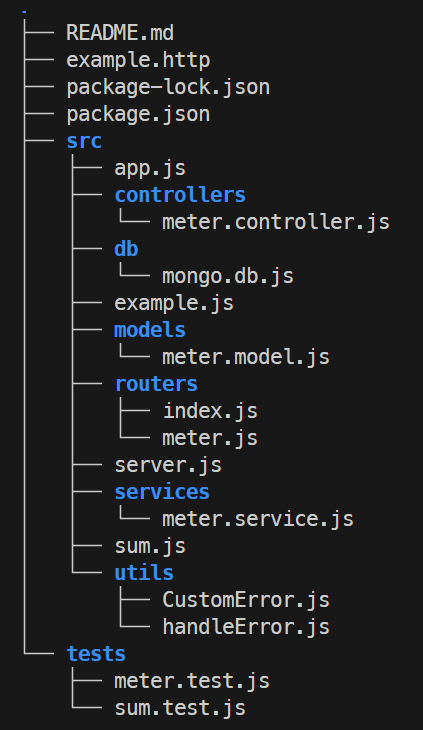 .
├── README.md
├── example.http
├── package-lock.json
├── package.json
├── src
│   ├── app.js
│   ├── controllers
│   │   └── meter.controller.js
│   ├── db
│   │   └── mongo.db.js
│   ├── example.js
│   ├── models
│   │   └── meter.model.js
│   ├── routers
│   │   ├── index.js
│   │   └── meter.js
│   ├── server.js
│   ├── services
│   │   └── meter.service.js
│   ├── sum.js
│   └── utils
│       ├── CustomError.js
│       └── handleError.js
└── tests
    ├── meter.test.js
    └── sum.test.js